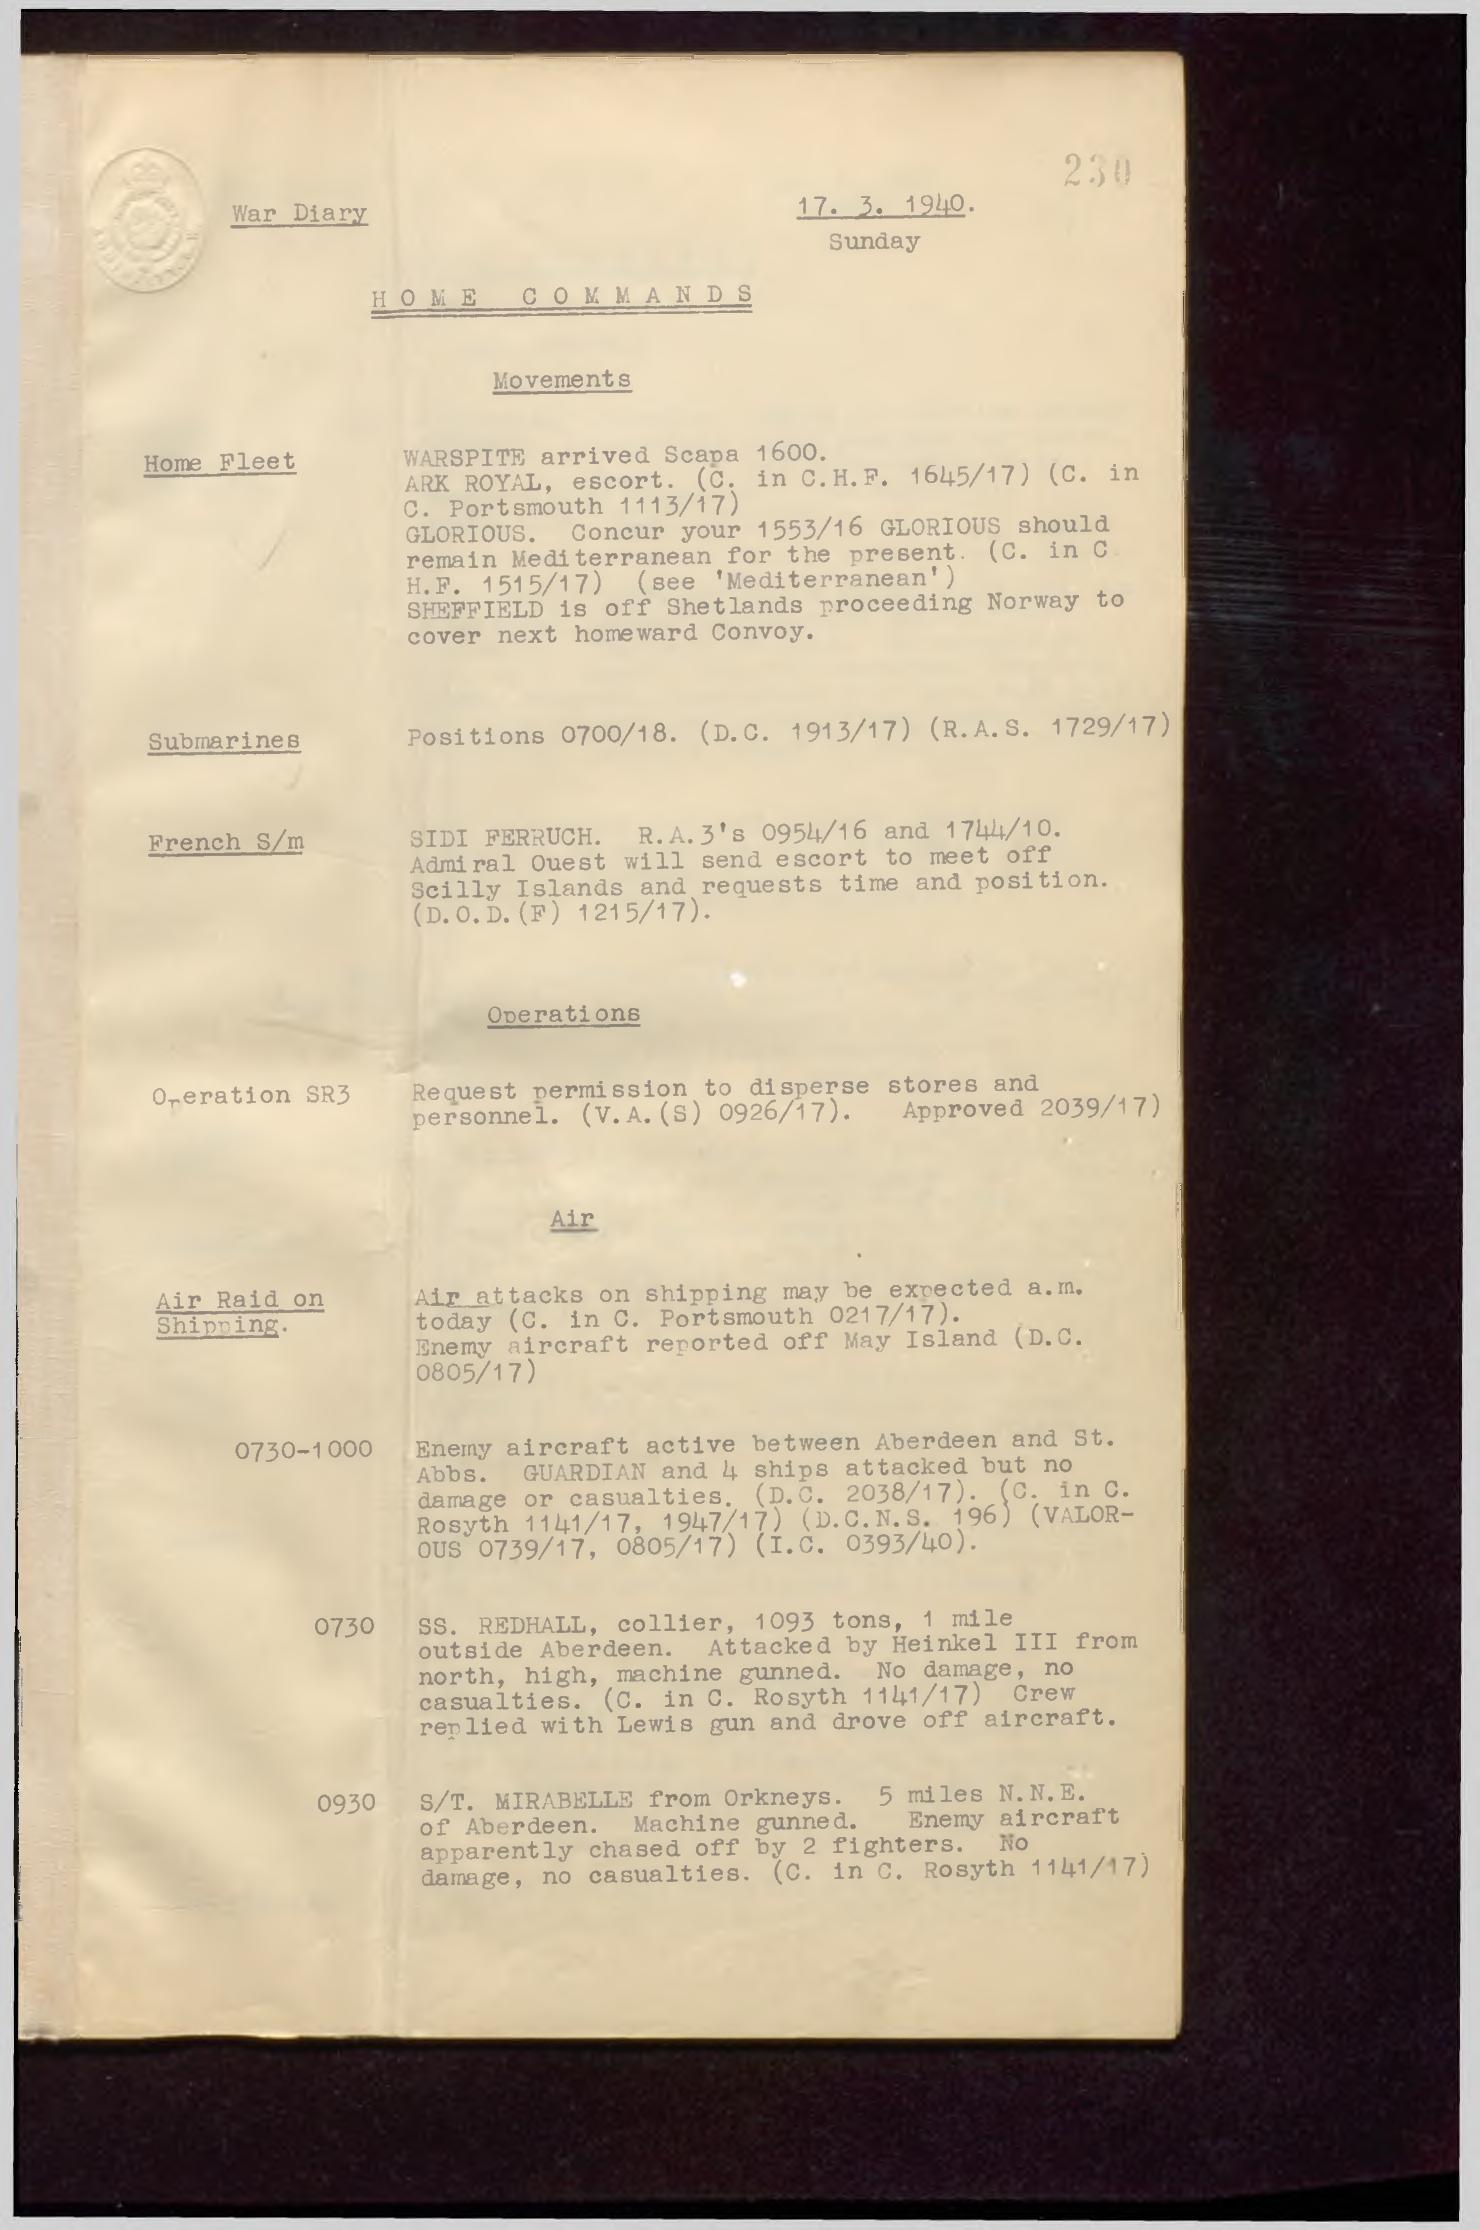 230
War Diary
17. 3. 1940.
Sunday
HOME COMMANDS
Movements
Home Fleet
WARSPITE arrived Scapa 1600.
ARK ROYAL, escort. (C. in C.H.F. 1645/17) (C. in
C. Portsmouth 1113/17)
GLORIOUS. Concur your 1553/16 GLORIOUS should
remain Mediterranean for the present. (C. in C
H.F. 1515/17) (see 'Mediterranean')
SHEFFIELD is off Shetlands proceeding Norway to
cover next homeward Convoy.
Submarines
Positions 0700/18. (D.C. 1913/17) (R.A.S. 1729/17)
French S/m
SIDI FERRUCH. R.A.3's 0954/16 and 1744/10.
Admiral Ouest will send escort to meet off
Scilly Islands and requests time and position.
(D.O.D.(F) 1215/17).
Operations
Operation SR3
Request permission to disperse stores and
personnel. (V.A.(S) 0926/17). Approved 2039/17)
Air
Air Raid on
Shipping.
Air attacks on shipping may be expected a.m.
today (C. in C. Portsmouth 0217/17).
Enemy aircraft reported off May Island (D.C.
0805/17)
0730-1000
Enemy aircraft active between Aberdeen and St.
Abbs. GUARDIAN and 4 ships attacked but no
damage or casualties. (D.C. 2038/17). (C. in C.
Rosyth 1141/17, 1947/17) (D.C.N.S. 196) (VALOR-
OUS 0739/17, 0805/17) (I.C. 0393/40).
0730
SS. REDHALL, collier, 1093 tons, 1 mile
outside Aberdeen. Attacked by Heinkel III from
north, high, machine gunned. No damage, no
casualties. (C. in C. Rosyth 1141/17) Crew
replied with Lewis gun and drove off aircraft.
0930
S/T. MIRABELLE from Orkneys. 5 miles N.N.E.
of Aberdeen. Machine gunned. Enemy aircraft
apparently chased off by 2 fighters. No
damage, no casualties. (C. in C. Rosyth 1141/17)